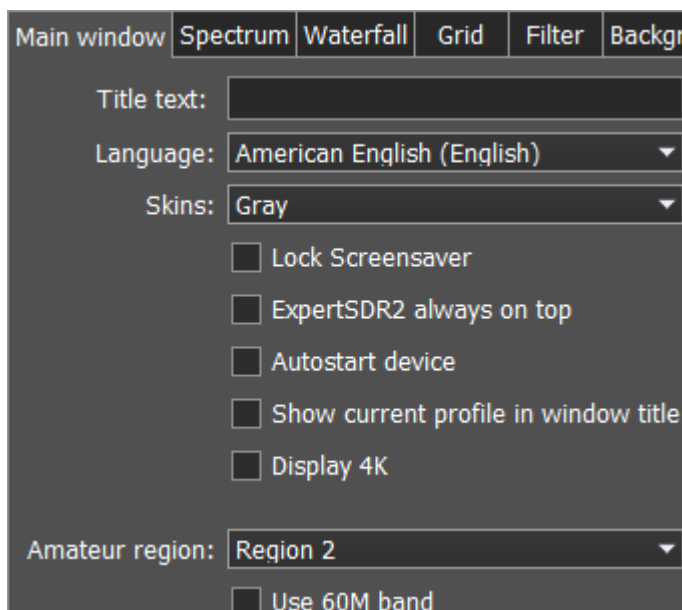 Main window Spectrum Waterfall Grid Filter Backgr
Title text:
Language: American English (English)
Skins: Gray
Lock Screensaver
ExpertSDR2 always on top
Autostart device
Show current profile in window title
Display 4K
Amateur region: Region 2
Use 60M band